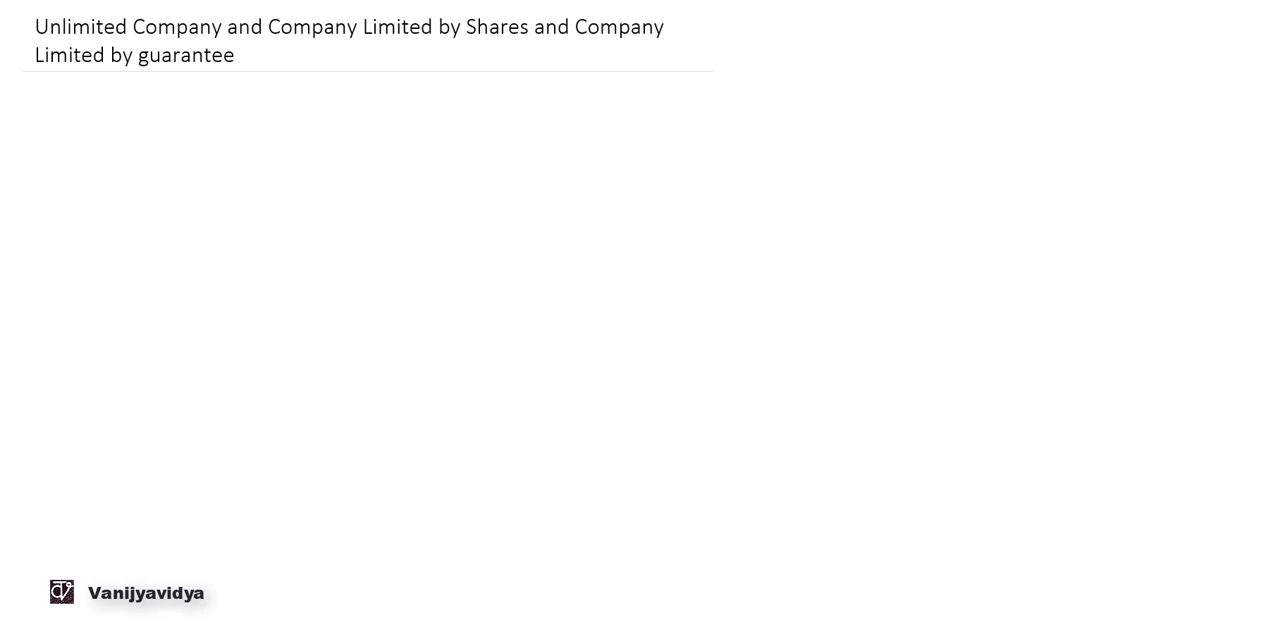 Unlimited Company and Company Limited by Shares and Company
Limited by guarantee
Vanijyavidya